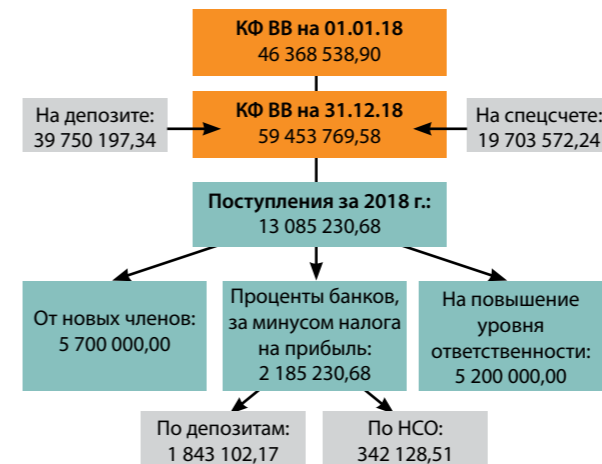 КФ ВВ на 01.01.18
46 368 538,90
На депозите:
39 750 197,34
КФ ВВ на 31.12.18
59 453 769,58
На спецсчете:
19 703 572,24
Поступления за 2018 г.:
13 085 230,68
От новых членов:
5 700 000,00
Проценты банков,
за минусом налога
на прибыль:
2 185 230,68
На повышение
уровня
ответственности:
5 200 000,00
По депозитам:
1 843 102,17
По НСО:
342 128,51